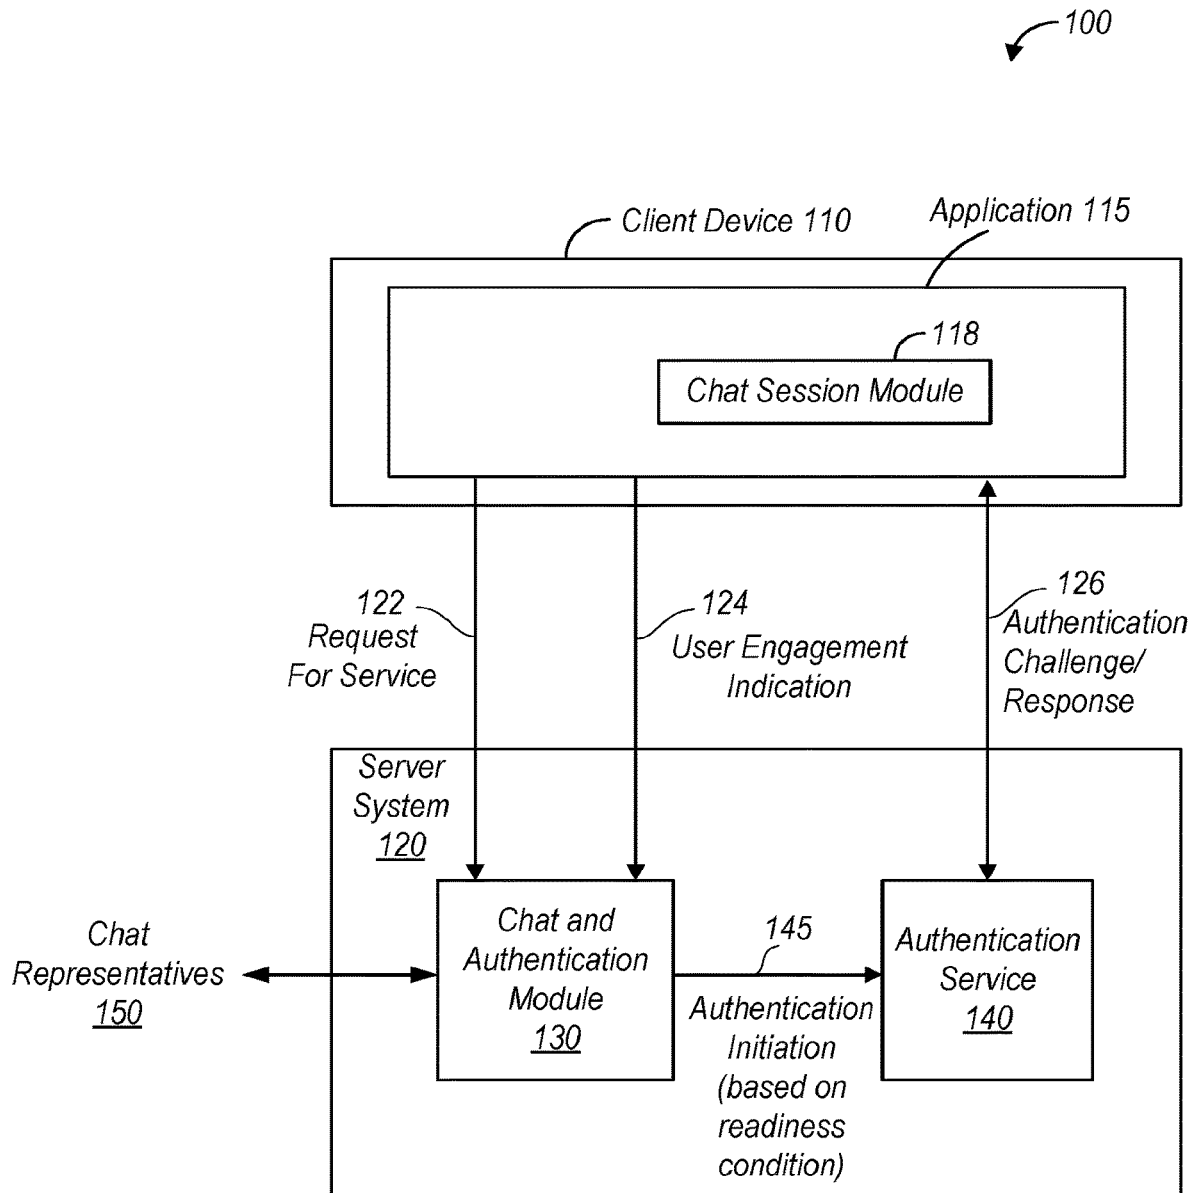 100
Client Device 110
Application 115
118
Chat Session Module
122
Request
For Service
124
User Engagement
Indication
126
Authentication
Challenge/
Response
Server
System
120
Chat
Representatives
150
Chat and
Authentication
Module
130
145
Authentication
Initiation
(based on
readiness
condition)
Authentication
Service
140